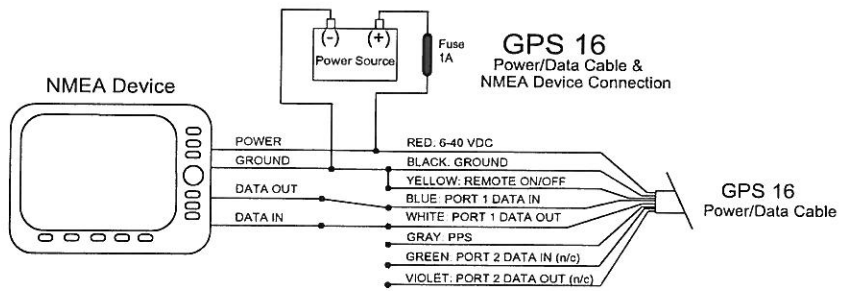 (-) (+)
Power Source
Fuse
1A
GPS 16
Power/Data Cable &
NMEA Device Connection
NMEA Device
POWER
GROUND
DATA OUT
DATA IN
RED. 6-40 VDC
BLACK. GROUND
YELLOW: REMOTE ON/OFF
BLUE: PORT 1 DATA IN
WHITE: PORT 1 DATA OUT
GRAY: PPS
GREEN: PORT 2 DATA IN (n/c)
VIOLET: PORT 2 DATA OUT (n/c)
GPS 16
Power/Data Cable